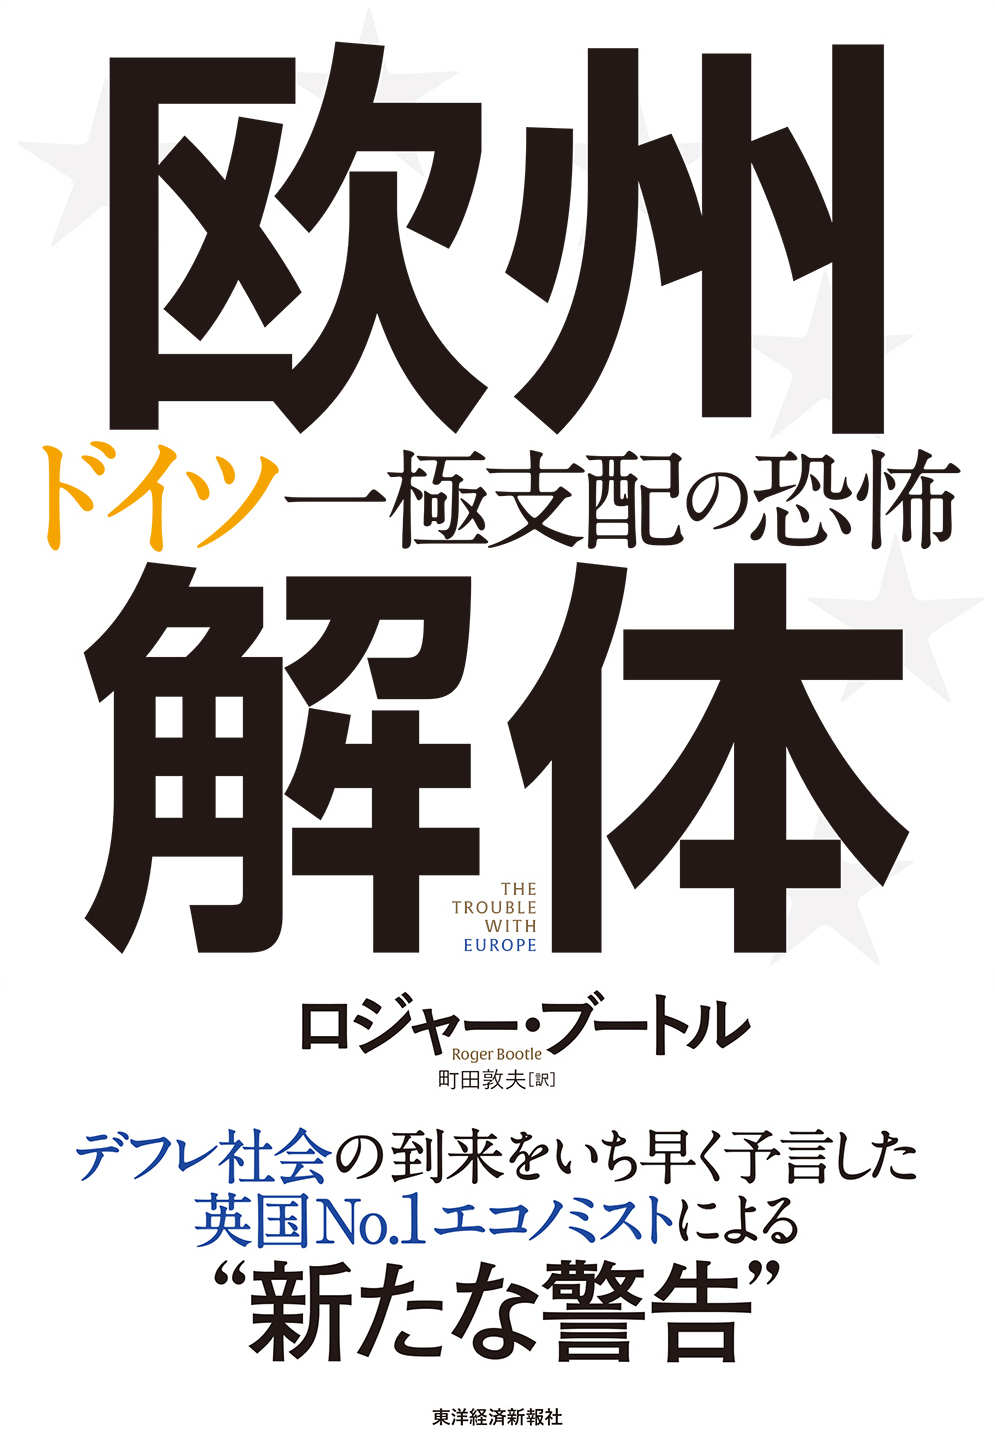 欧州
ドイツ一極支配の恐怖
解体
THE
TROUBLE
WITH
EUROPE
ロジャー・ブートル
Roger Bootle
町田敦夫[訳]
デフレ社会の到来をいち早く予言した
英国No.1エコノミストによる
“新たな警告”
東洋経済新報社